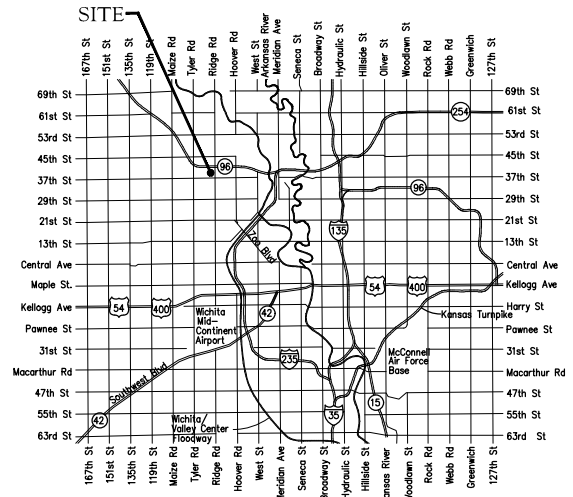 SITE
167th St
151st St
135th St
119th St
Maize Rd
Tyler Rd
Ridge Rd
Hoover Rd
West St
Arkansas River
Meridian Ave
Seneca St
Broadway St
Hydraulic St
Hillside St
Oliver St
Woodlawn St
Rock Rd
Webb Rd
Greenwich
127th St
69th St
61st St
53rd St
45th St
37th St
29th St
21st St
13th St
Central Ave
Maple St.
Kellogg Ave
Pawnee St
31st St
Macarthur Rd
47th St
55th St
63rd St
69th St
61st St
53rd St
45th St
37th St
29th St
21st St
13th St
Central Ave
Kellogg Ave
Harry St
Pawnee St
31st St
Macarthur Rd
47th St
55th St
63rd St
254
96
96
135
Zoo Blvd
54
400
54
400
42
Kansas Turnpike
Wichita
Mid-
Continent
Airport
235
McConnell
Air Force
Base
Southwest Blvd
42
15
35
Wichita/
Valley Center
Floodway
167th St
151st St
135th St
119th St
Maize Rd
Tyler Rd
Ridge Rd
Hoover Rd
West St
Meridian Ave
Seneca St
Broadway St
Hydraulic St
Hillside St
Kansas River
Woodlawn St
Rock Rd
Webb Rd
Greenwich
127th St